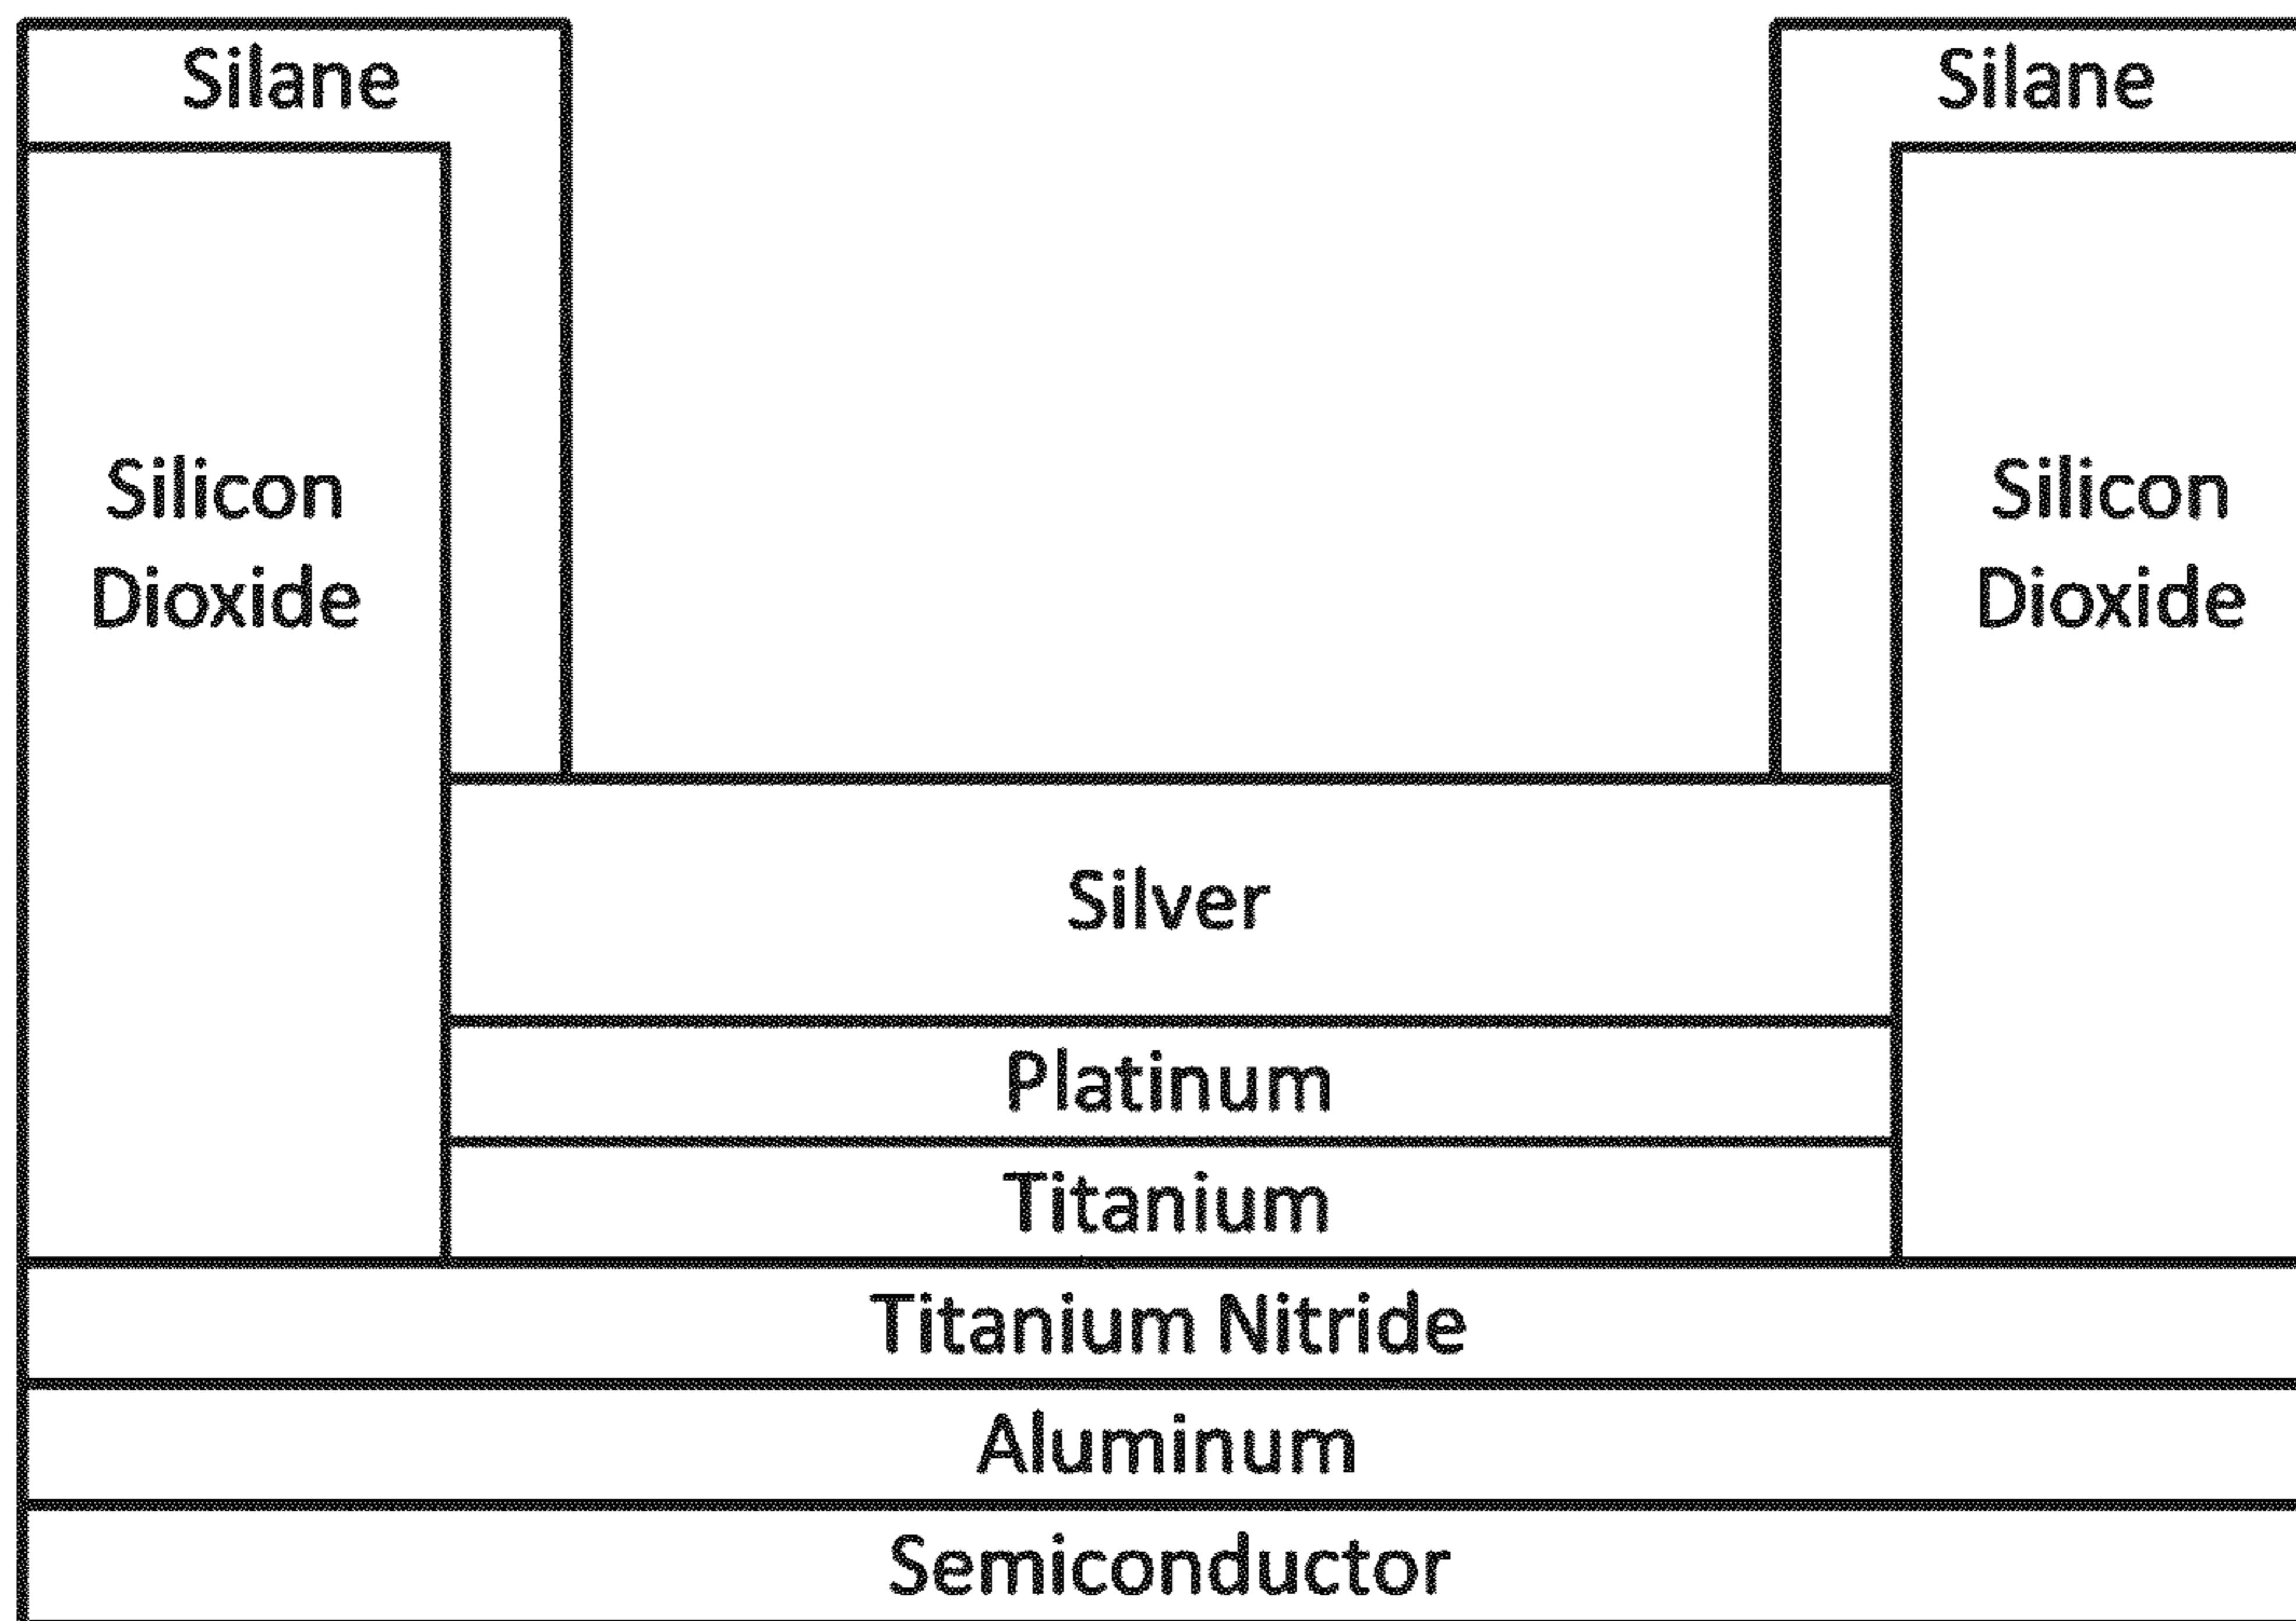 Silane
Silane
Silicon
Dioxide
Silicon
Dioxide
Silver
Platinum
Titanium
Titanium Nitride
Aluminum
Semiconductor